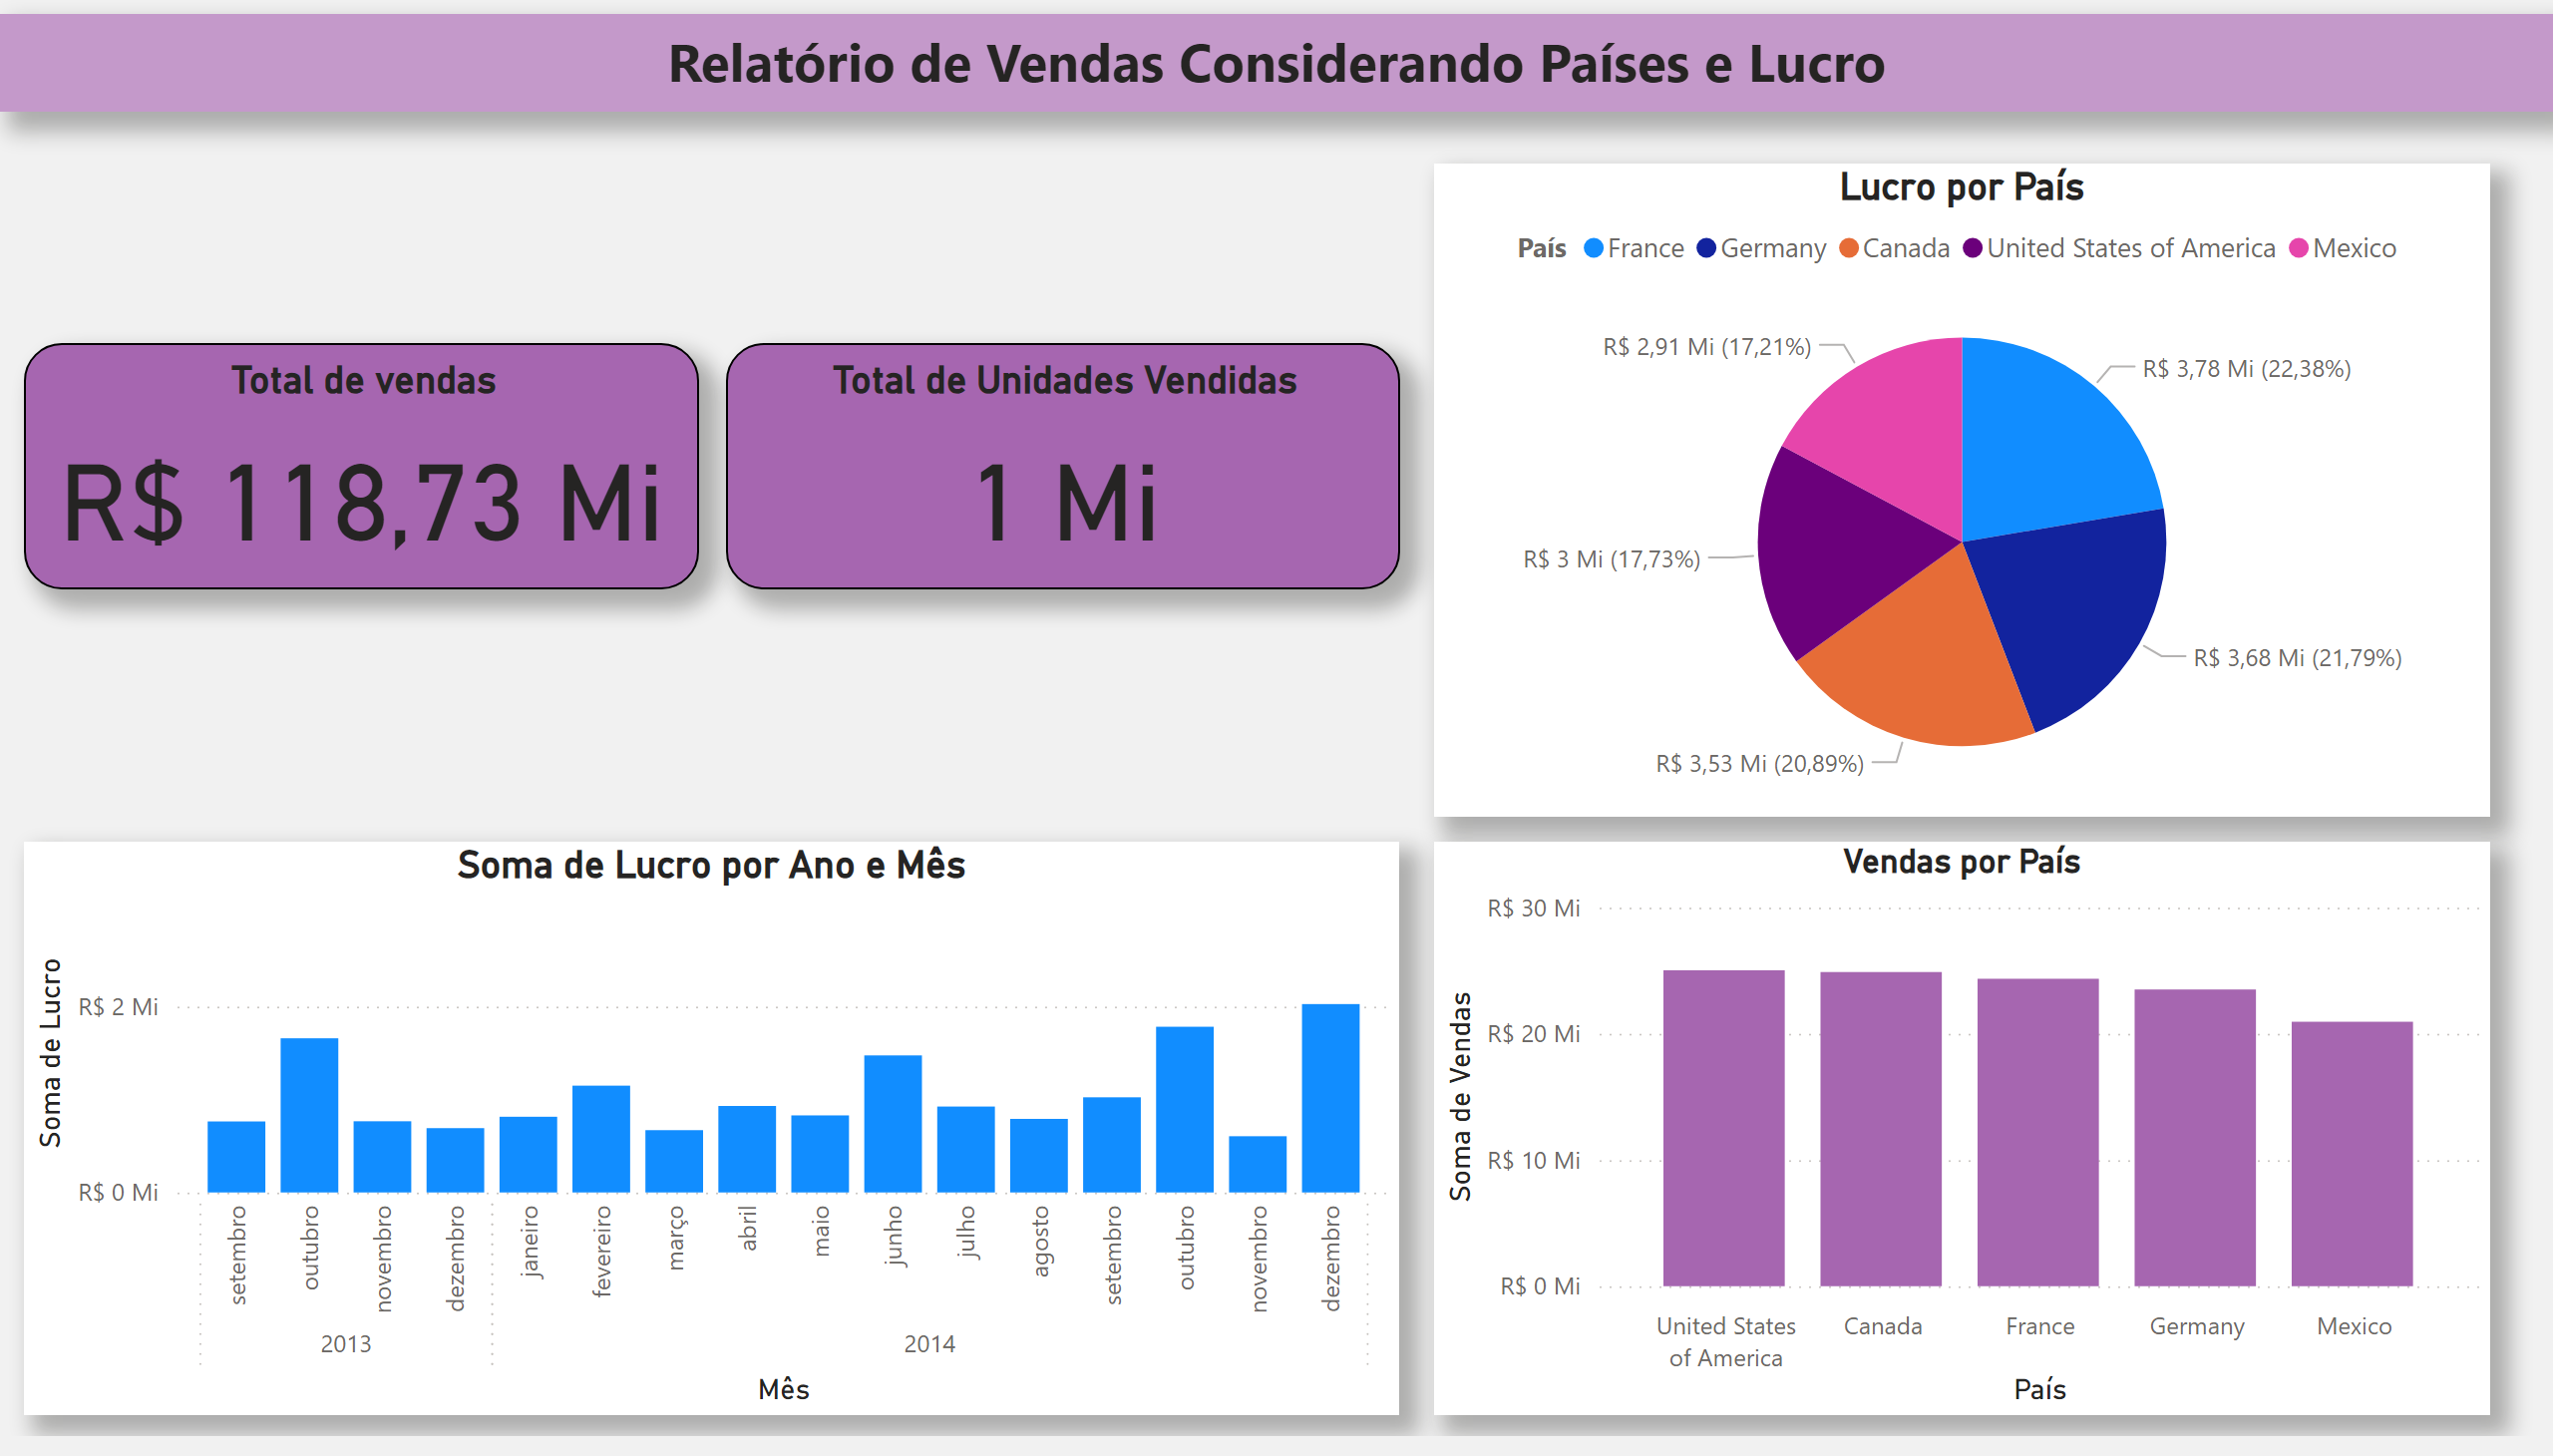 Relatório de Vendas Considerando Países e Lucro
Total de vendas
R$ 118,73 Mi
Total de Unidades Vendidas
1 Mi
Lucro por País
País France Germany Canada United States of America Mexico
R$ 2,91 Mi (17,21%)
R$ 3,78 Mi (22,38%)
R$ 3 Mi (17,73%)
R$ 3,68 Mi (21,79%)
R$ 3,53 Mi (20,89%)
Soma de Lucro por Ano e Mês
Soma de Lucro
R$ 2 Mi
R$ 0 Mi
setembro
outubro
novembro
dezembro
janeiro
fevereiro
março
abril
maio
junho
julho
agosto
setembro
outubro
novembro
dezembro
2013
2014
Mês
Vendas por País
Soma de Vendas
R$ 30 Mi
R$ 20 Mi
R$ 10 Mi
R$ 0 Mi
United States
of America
Canada
France
Germany
Mexico
País